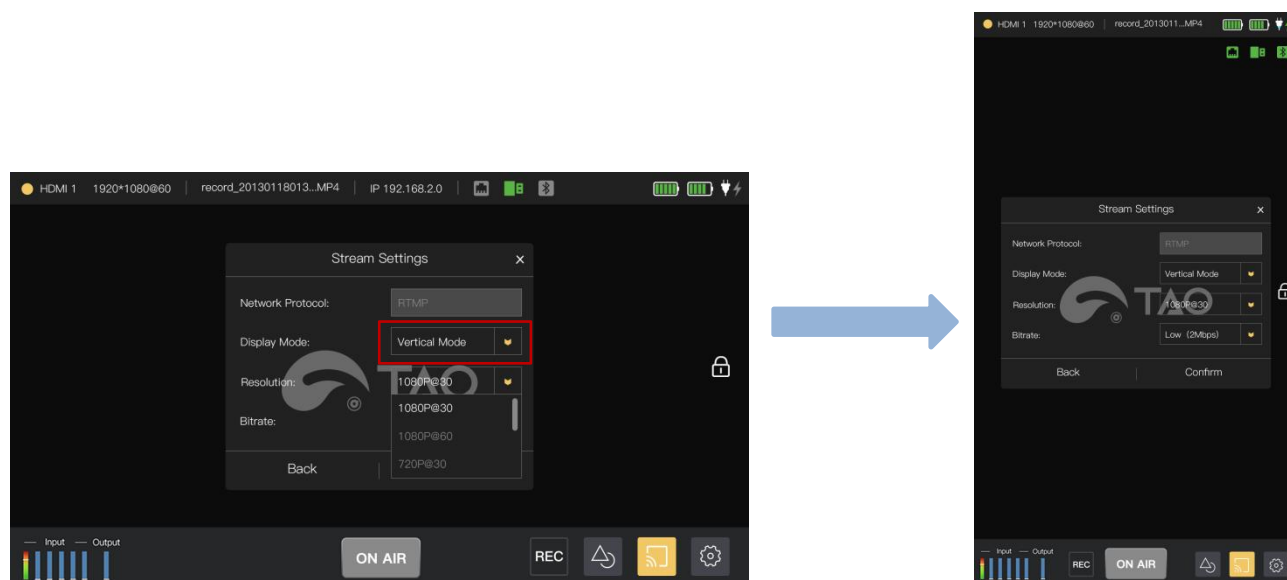 HDMI 1 1920*1080@60 record_20130118013...MP4 IP 192.168.2.0
Stream Settings x
Network Protocol: RTMP
Display Mode: Vertical Mode
Resolution: 1080P@30
TAO
1080P@30
Bitrate:
1080P@60
Back 720P@30
Input Output
ON AIR REC
HDMI 1 1920*1080@60 record_2013011...MP4
Stream Settings x
Network Protocol: RTMP
Display Mode: Vertical Mode
Resolution: 1080P@30
TAO
Bitrate: Low (2Mbps)
Back Confirm
Input Output
REC ON AIR